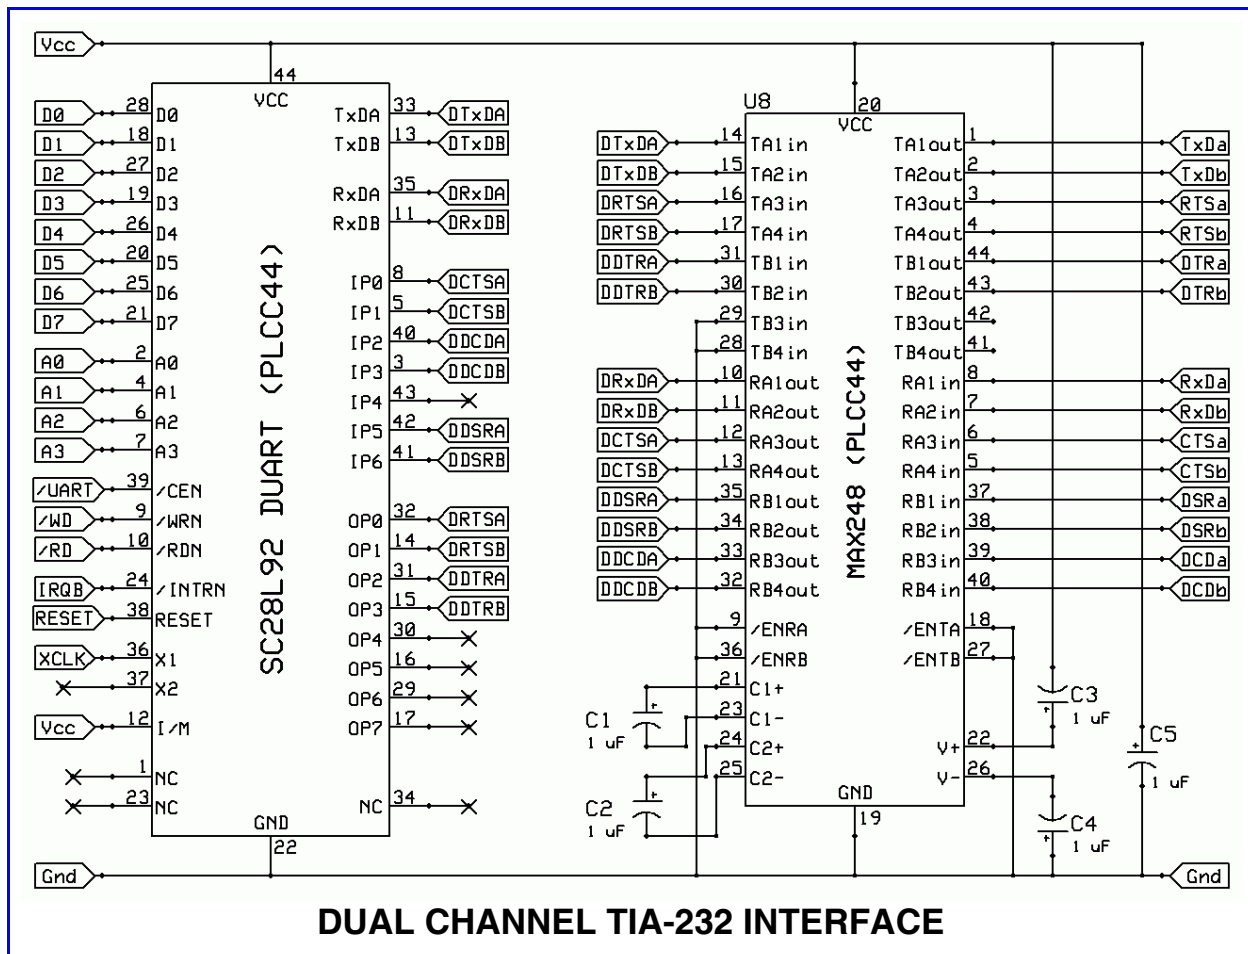 Vcc
44
VCC
D0 28 D0
D1 18 D1
D2 27 D2
D3 19 D3
D4 26 D4
D5 20 D5
D6 25 D6
D7 21 D7
A0 2 A0
A1 4 A1
A2 6 A2
A3 7 A3
/UART 39 /CEN
/WD 9 /WRN
/RD 10 /RDN
IRQB 24 /INTRN
RESET 38 RESET
XCLK 36 X1
37 X2
Vcc 12 I/M
1 NC
23 NC
SC28L92 DUART (PLCC44)
TxDA 33 DTxDA
TxDB 13 DTxDB
RxDA 35 DRxDA
RxDB 11 DRxDB
IP0 8 DCTSA
IP1 5 DCTSB
IP2 40 DDCDA
IP3 3 DDCDB
IP4 43
IP5 42 DDSRA
IP6 41 DDSRB
OP0 32 DRTSA
OP1 14 DRTSB
OP2 31 DDTRA
OP3 15 DDTRB
OP4 30
OP5 16
OP6 29
OP7 17
NC 34
GND
22
U8
20
VCC
DTxDA 14 TA1in
DTxDB 15 TA2in
DRTSA 16 TA3in
DRTSB 17 TA4in
DDTRA 31 TB1in
DDTRB 30 TB2in
29 TB3in
28 TB4in
DRxDA 10 RA1out
DRxDB 11 RA2out
DCTSA 12 RA3out
DCTSB 13 RA4out
DDSRA 35 RB1out
DDSRB 34 RB2out
DDCDA 33 RB3out
DDCDB 32 RB4out
9 /ENRA
36 /ENRB
21 C1+
23 C1-
24 C2+
25 C2-
C1 +
1 uF
C2 +
1 uF
MAX248 (PLCC44)
TA1out 1 TxDa
TA2out 2 TxDb
TA3out 3 RTSa
TA4out 4 RTSb
TB1out 44 DTRa
TB2out 43 DTRb
TB3out 42
TB4out 41
RA1in 8 RxDa
RA2in 7 RxDb
RA3in 6 CTSa
RA4in 5 CTSb
RB1in 37 DSRa
RB2in 38 DSRb
RB3in 39 DCDa
RB4in 40 DCDb
/ENTA 18
/ENTB 27
V+ 22
V- 26
GND
19
C3
+ 1 uF
C5
+
1 uF
C4
+ 1 uF
Gnd
Gnd
DUAL CHANNEL TIA-232 INTERFACE